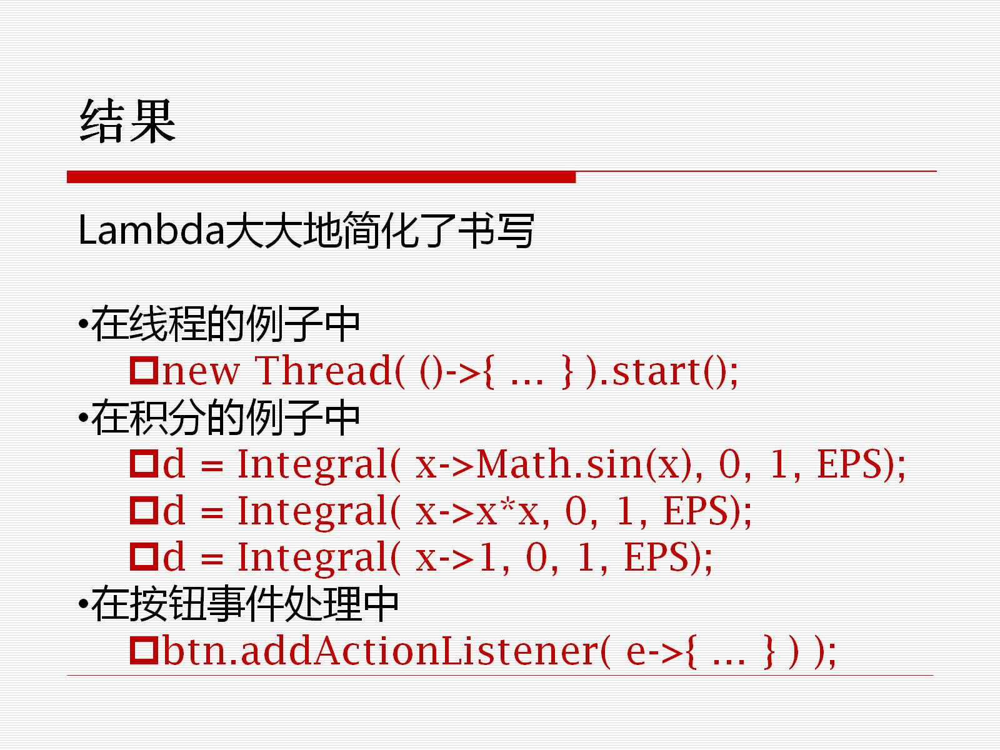 结果
Lambda大大地简化了书写
•在线程的例子中
new Thread( ()->{ ... } ).start();
•在积分的例子中
d = Integral( x->Math.sin(x), 0, 1, EPS);
d = Integral( x->x*x, 0, 1, EPS);
d = Integral( x->1, 0, 1, EPS);
•在按钮事件处理中
btn.addActionListener( e->{ ... } ) );